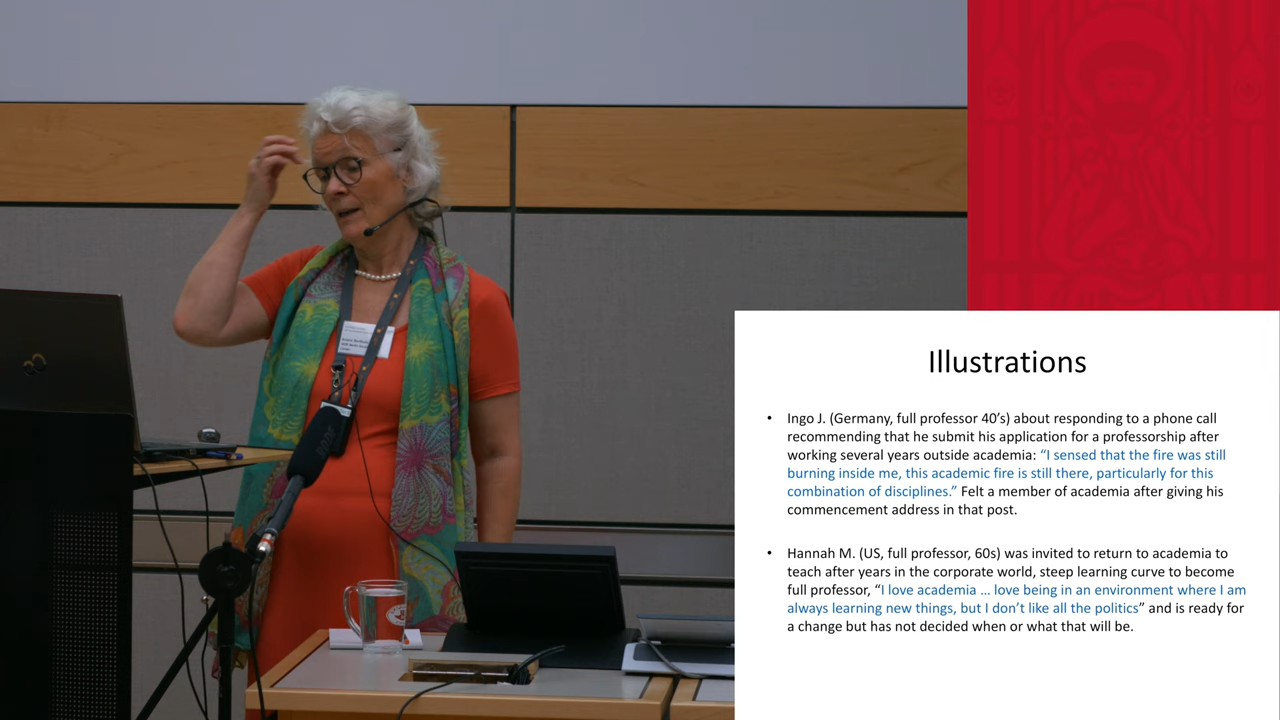 Illustrations
• Ingo J. (Germany, full professor 40’s) about responding to a phone call
recommending that he submit his application for a professorship after
working several years outside academia: “I sensed that the fire was still
burning inside me, this academic fire is still there, particularly for this
combination of disciplines.” Felt a member of academia after giving his
commencement address in that post.
• Hannah M. (US, full professor, 60s) was invited to return to academia to
teach after years in the corporate world, steep learning curve to become
full professor, “I love academia … love being in an environment where I am
always learning new things, but I don’t like all the politics” and is ready for
a change but has not decided when or what that will be.
RODE